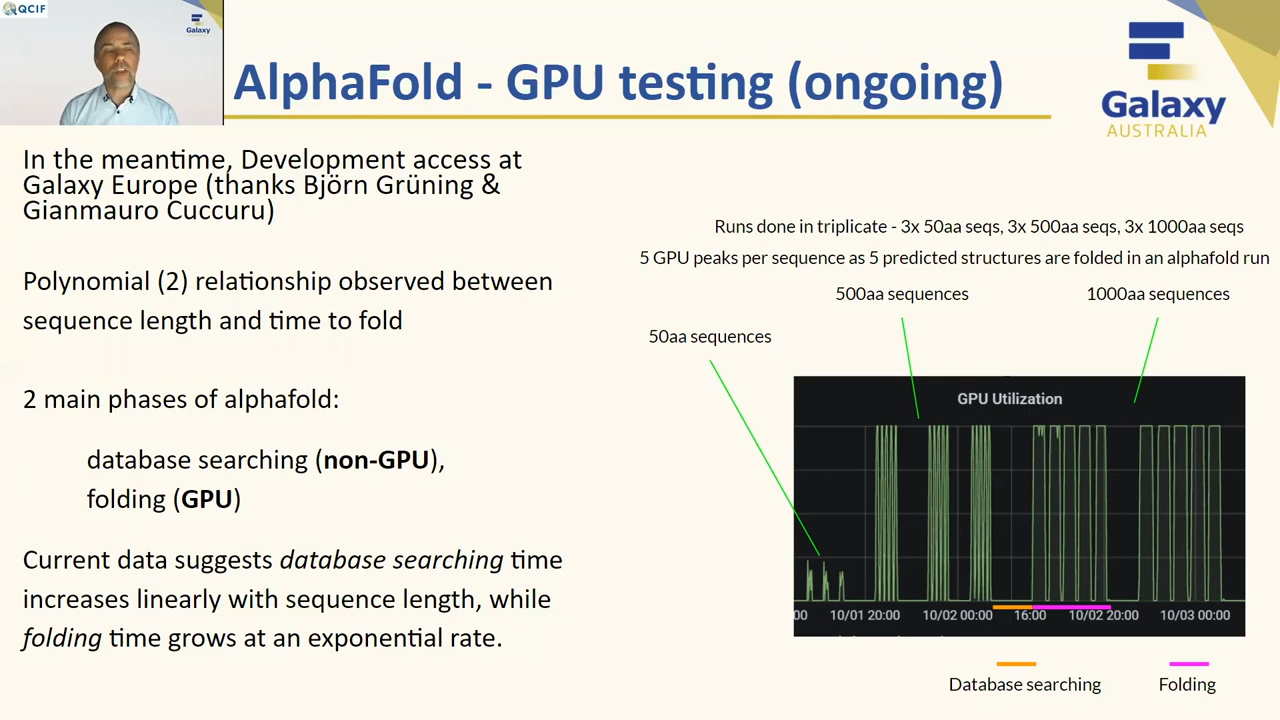 QCIF
Galaxy
AlphaFold - GPU testing (ongoing)
Galaxy
AUSTRALIA
In the meantime, Development access at
Galaxy Europe (thanks Björn Grüning &
Gianmauro Cuccuru)
Polynomial (2) relationship observed between
sequence length and time to fold
2 main phases of alphafold:
database searching (non-GPU),
folding (GPU)
Current data suggests database searching time
increases linearly with sequence length, while
folding time grows at an exponential rate.
Runs done in triplicate - 3x 50aa seqs, 3x 500aa seqs, 3x 1000aa seqs
5 GPU peaks per sequence as 5 predicted structures are folded in an alphafold run
500aa sequences
1000aa sequences
50aa sequences
GPU Utilization
00 10/01 20:00 10/02 00:00 16:00 10/02 20:00 10/03 00:00
Database searching
Folding